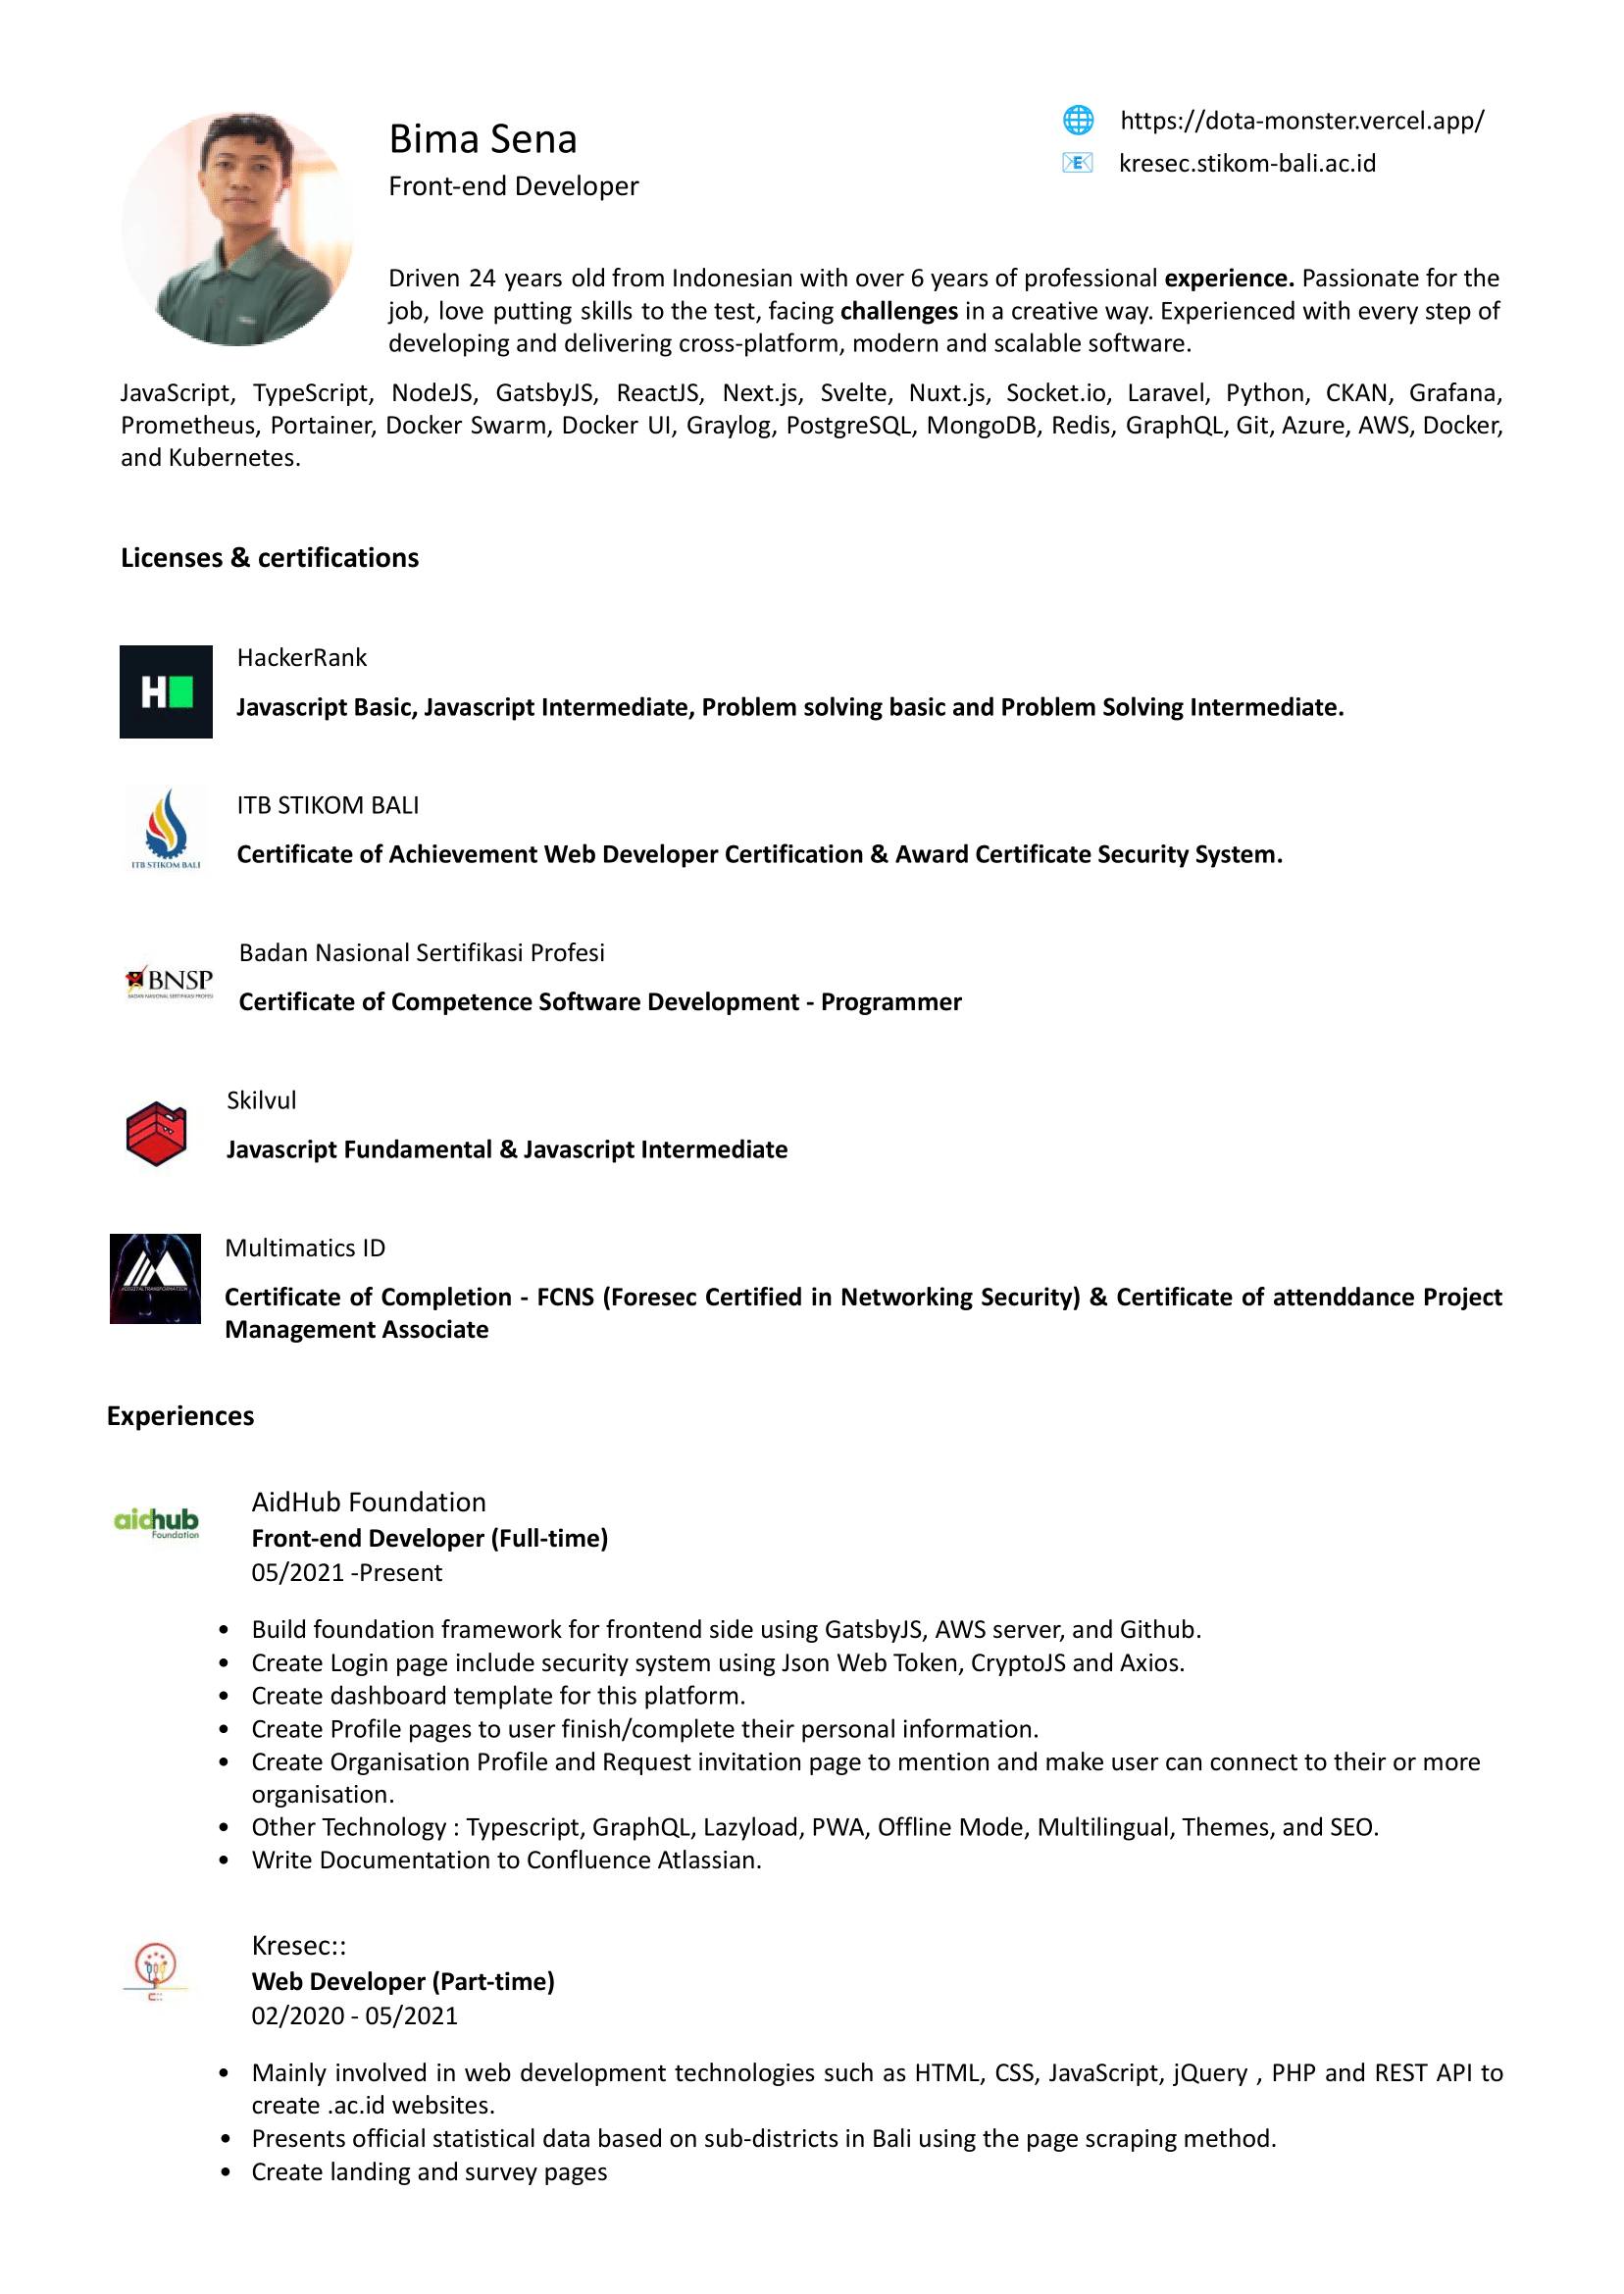 Bima Sena
Front-end Developer
https://dota-monster.vercel.app/
kresec.stikom-bali.ac.id
Driven 24 years old from Indonesian with over 6 years of professional experience. Passionate for the
job, love putting skills to the test, facing challenges in a creative way. Experienced with every step of
developing and delivering cross-platform, modern and scalable software.
JavaScript, TypeScript, NodeJS, GatsbyJS, ReactJS, Next.js, Svelte, Nuxt.js, Socket.io, Laravel, Python, CKAN, Grafana,
Prometheus, Portainer, Docker Swarm, Docker UI, Graylog, PostgreSQL, MongoDB, Redis, GraphQL, Git, Azure, AWS, Docker,
and Kubernetes.
Licenses & certifications
H
HackerRank
Javascript Basic, Javascript Intermediate, Problem solving basic and Problem Solving Intermediate.
ITB STIKOM BALI
ITB STIKOM BALI
Certificate of Achievement Web Developer Certification & Award Certificate Security System.
BNSP
BADAN NASIONAL SERTIFIKASI PROFESI
Badan Nasional Sertifikasi Profesi
Certificate of Competence Software Development - Programmer
Skilvul
Javascript Fundamental & Javascript Intermediate
Multimatics ID
Certificate of Completion - FCNS (Foresec Certified in Networking Security) & Certificate of attenddance Project
Management Associate
Experiences
aidhub
Foundation
AidHub Foundation
Front-end Developer (Full-time)
05/2021 -Present
• Build foundation framework for frontend side using GatsbyJS, AWS server, and Github.
• Create Login page include security system using Json Web Token, CryptoJS and Axios.
• Create dashboard template for this platform.
• Create Profile pages to user finish/complete their personal information.
• Create Organisation Profile and Request invitation page to mention and make user can connect to their or more
organisation.
• Other Technology : Typescript, GraphQL, Lazyload, PWA, Offline Mode, Multilingual, Themes, and SEO.
• Write Documentation to Confluence Atlassian.
Kresec::
Web Developer (Part-time)
02/2020 - 05/2021
• Mainly involved in web development technologies such as HTML, CSS, JavaScript, jQuery , PHP and REST API to
create .ac.id websites.
• Presents official statistical data based on sub-districts in Bali using the page scraping method.
• Create landing and survey pages